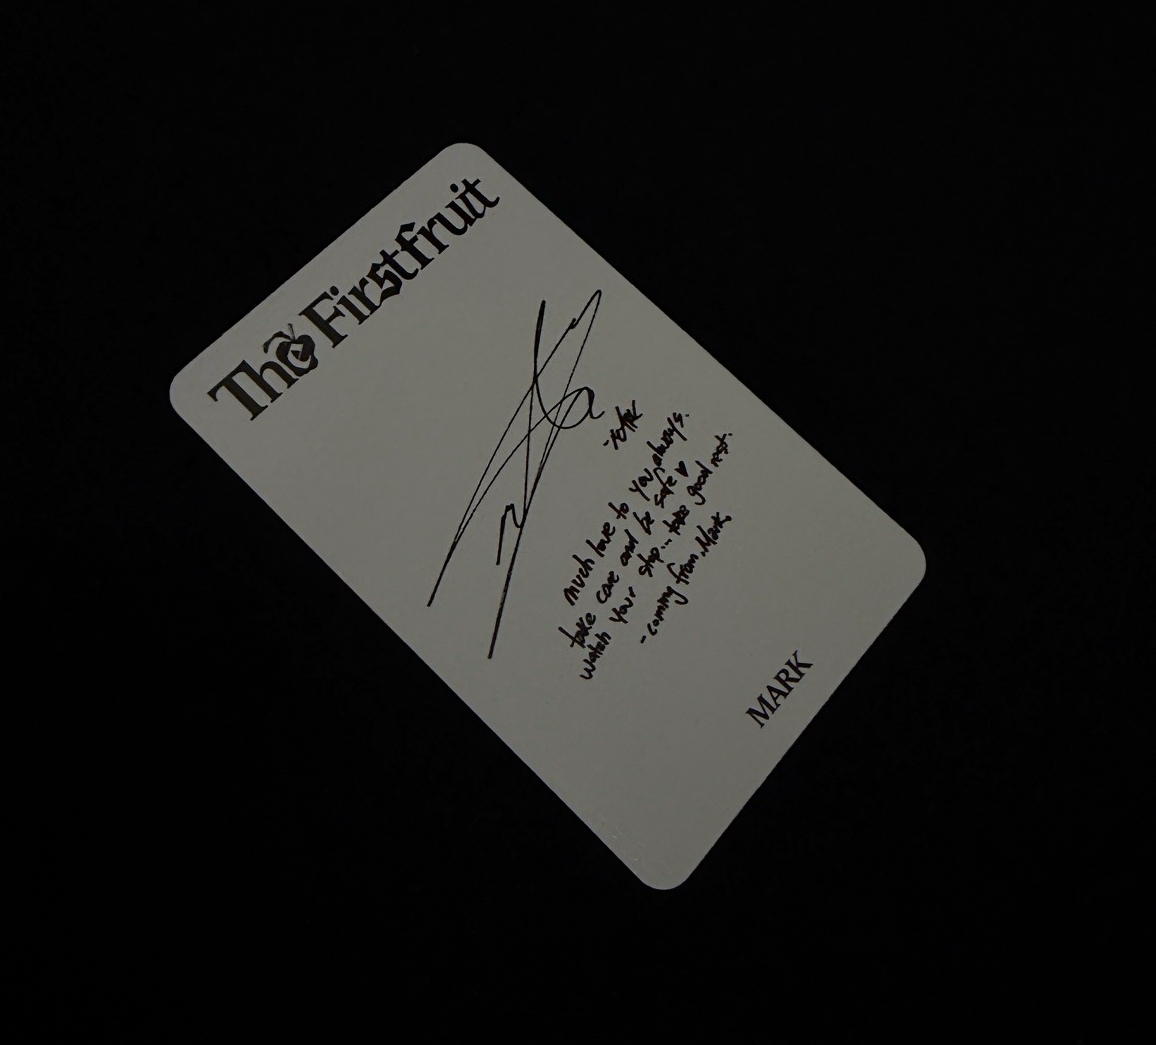 The Firstfruit
much love to you, always.
take care and be safe ♥
watch your step... take good rest.
- coming from Mark,
MARK